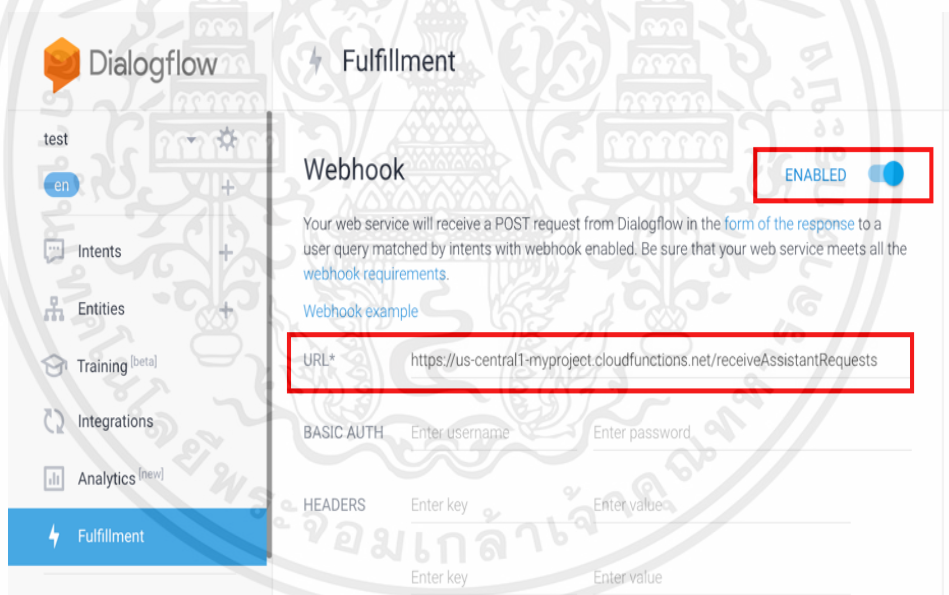 Dialogflow
Fulfillment
test
en
Intents
Entities
Training [beta]
Integrations
Analytics [new]
Fulfillment
Webhook
ENABLED
Your web service will receive a POST request from Dialogflow in the form of the response to a
user query matched by intents with webhook enabled. Be sure that your web service meets all the
webhook requirements.
Webhook example
URL* https://us-central1-myproject.cloudfunctions.net/receiveAssistantRequests
BASIC AUTH Enter username Enter password
HEADERS Enter key Enter value
Enter key Enter value